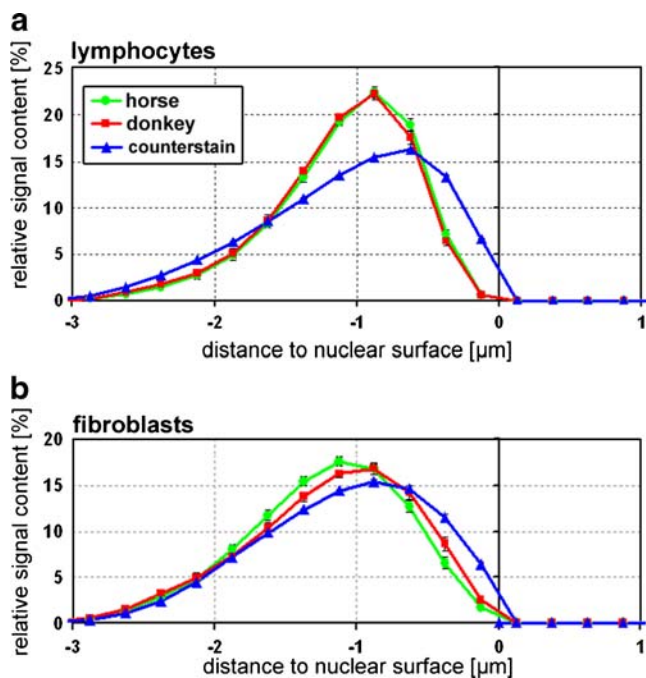 a
lymphocytes
relative signal content [%]
25
20
15
10
5
0
horse
donkey
counterstain
-3 -2 -1 0 1
distance to nuclear surface [µm]
b
fibroblasts
relative signal content [%]
20
15
10
5
0
-3 -2 -1 0 1
distance to nuclear surface [µm]